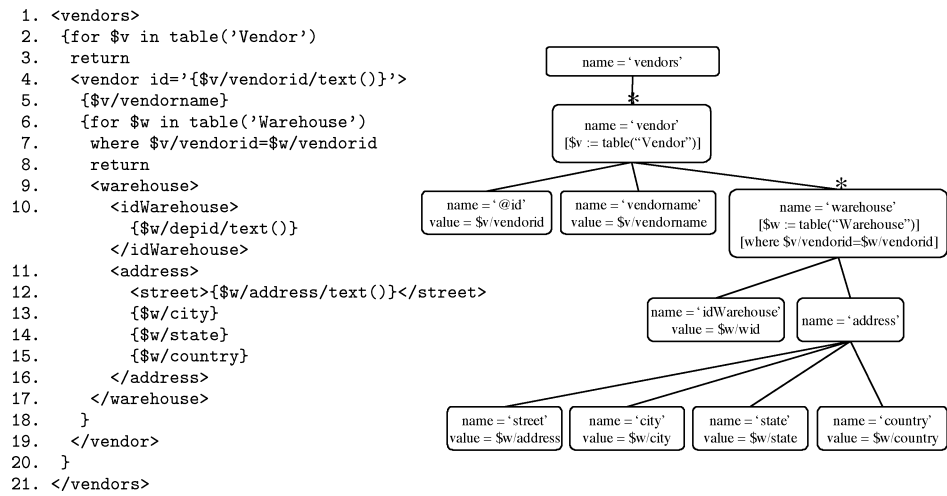 1. <vendors>
2. {for $v in table('Vendor')
3. return
4. <vendor id='{$v/vendorid/text()}'>
5. {$v/vendorname}
6. {for $w in table('Warehouse')
7. where $v/vendorid=$w/vendorid
8. return
9. <warehouse>
10. <idWarehouse>
{$w/depid/text()}
</idWarehouse>
11. <address>
12. <street>{$w/address/text()}</street>
13. {$w/city}
14. {$w/state}
15. {$w/country}
16. </address>
17. </warehouse>
18. }
19. </vendor>
20. }
21. </vendors>
name = ‘vendors’
*
name = ‘vendor’
[$v := table(“Vendor”)]
name = ‘@id’
value = $v/vendorid
name = ‘vendorname’
value = $v/vendorname
*
name = ‘warehouse’
[$w := table(“Warehouse”)]
[where $v/vendorid=$w/vendorid]
name = ‘idWarehouse’
value = $w/wid
name = ‘address’
name = ‘street’
value = $w/address
name = ‘city’
value = $w/city
name = ‘state’
value = $w/state
name = ‘country’
value = $w/country